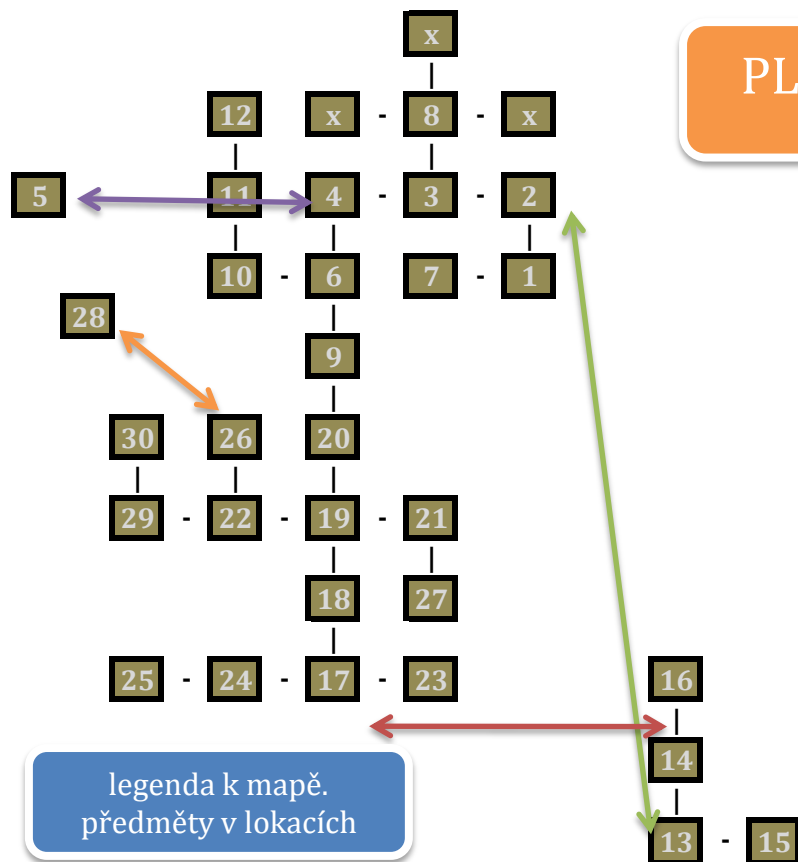 x
PL
12 x - 8 - x
5 11 4 - 3 - 2
10 - 6 7 - 1
28
9
30 26 20
29 - 22 - 19 - 21
18 27
25 - 24 - 17 - 23 16
14
legenda k mapě.
předměty v lokacích
13 - 15